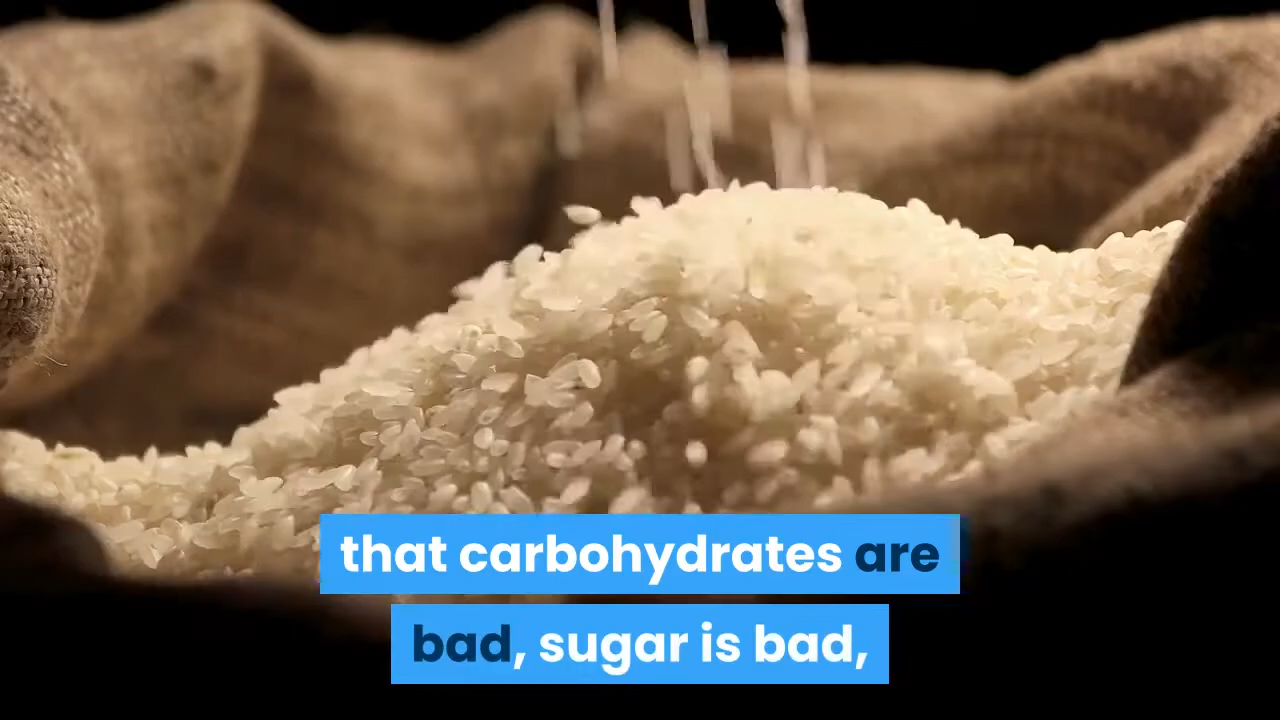 that carbohydrates are
bad, sugar is bad,